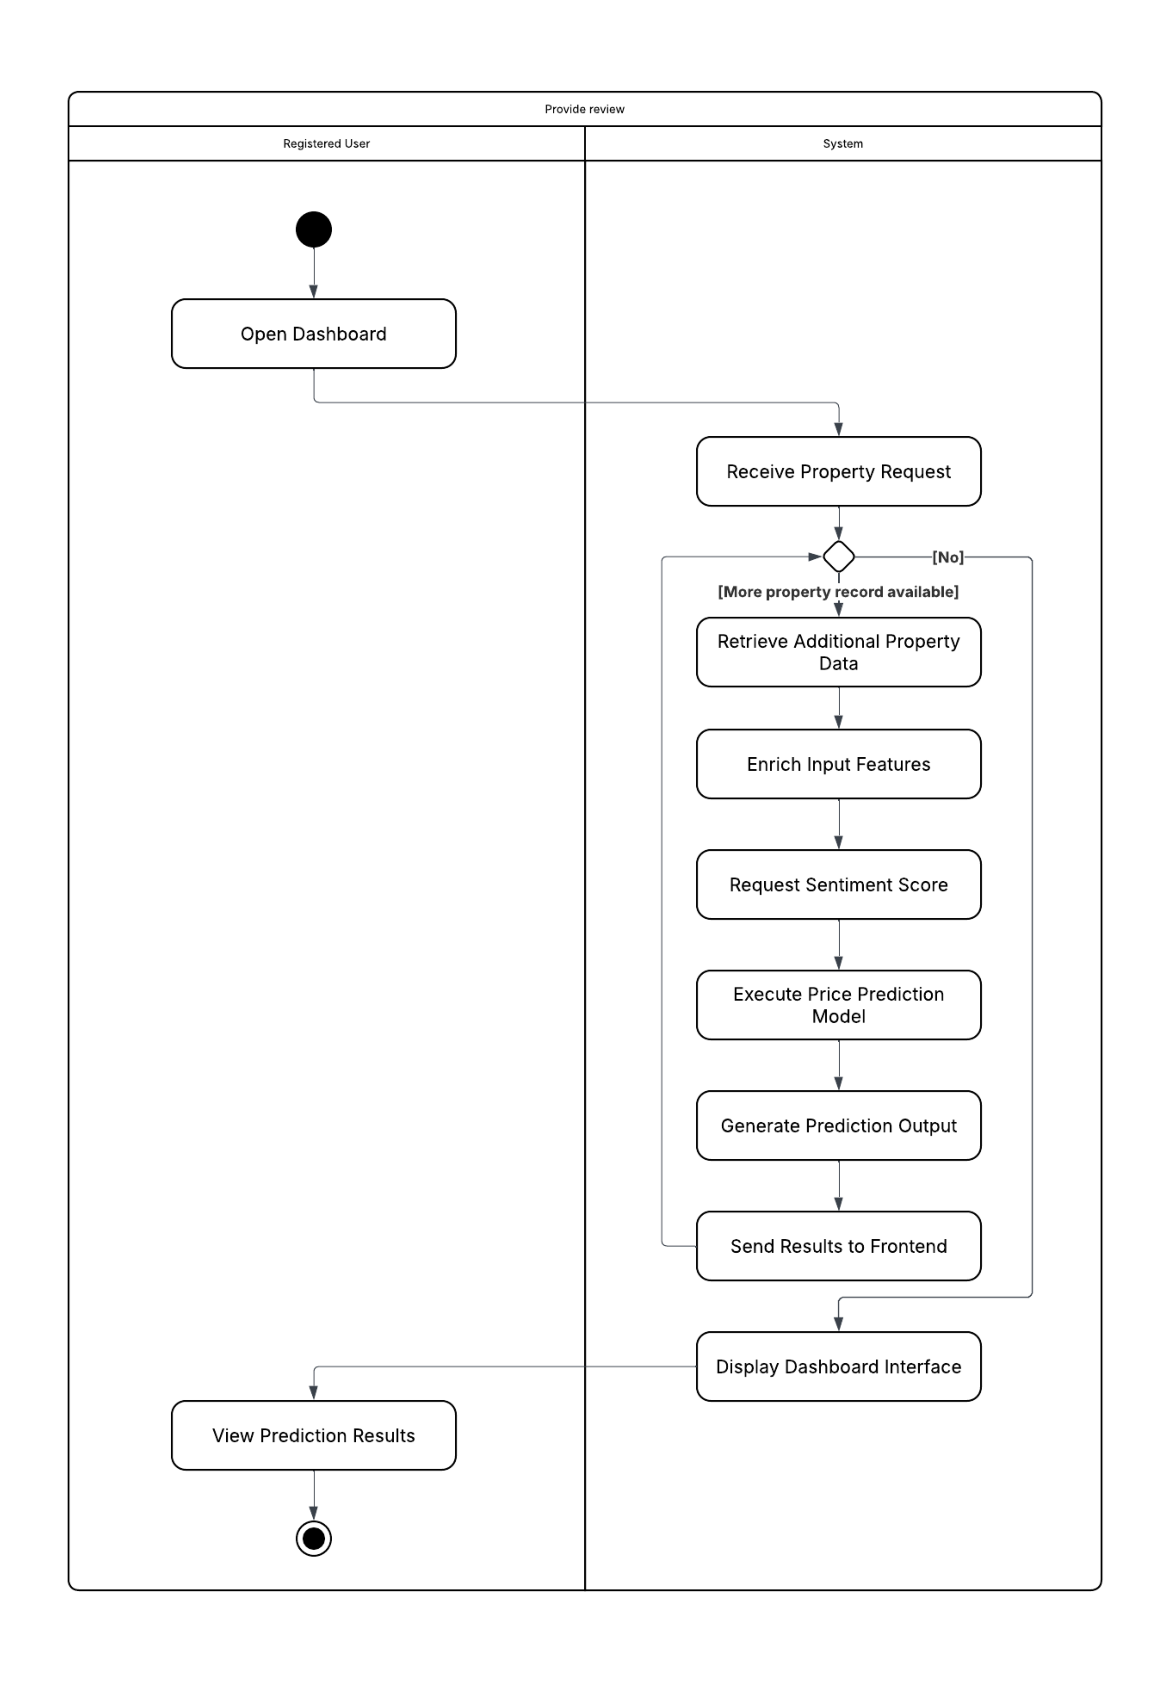 Provide review
Registered User
System
Open Dashboard
Receive Property Request
[No]
[More property record available]
Retrieve Additional Property
Data
Enrich Input Features
Request Sentiment Score
Execute Price Prediction
Model
Generate Prediction Output
Send Results to Frontend
Display Dashboard Interface
View Prediction Results